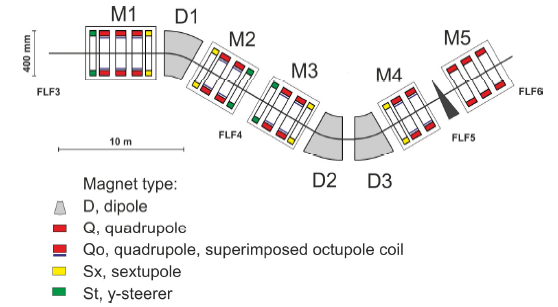 M1
D1
M2
M3
M4
M5
400 mm
FLF3
FLF4
FLF5
FLF6
10 m
D2
D3
Magnet type:
D, dipole
Q, quadrupole
Qo, quadrupole, superimposed octupole coil
Sx, sextupole
St, y-steerer